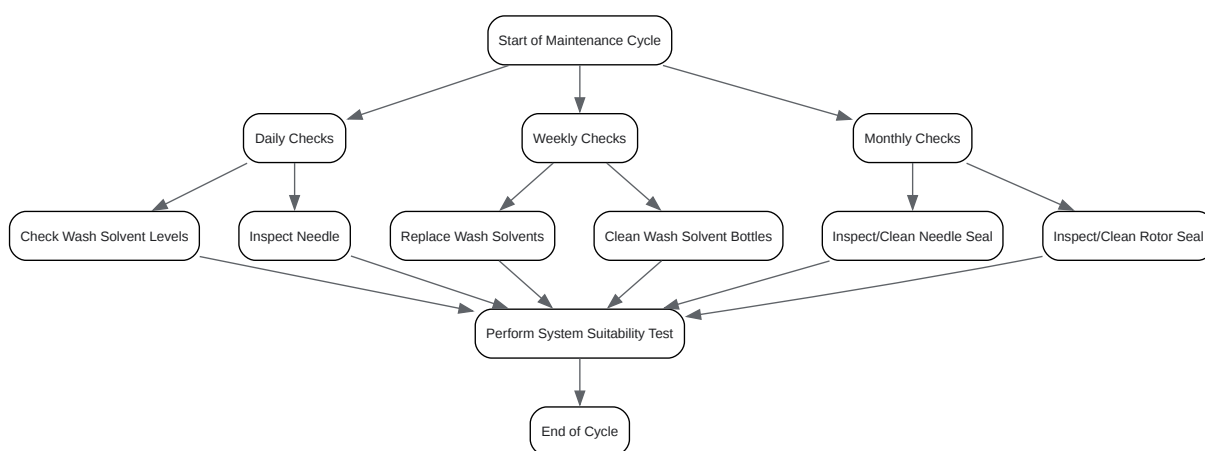 Start of Maintenance Cycle
Daily Checks
Weekly Checks
Monthly Checks
Check Wash Solvent Levels
Inspect Needle
Replace Wash Solvents
Clean Wash Solvent Bottles
Inspect/Clean Needle Seal
Inspect/Clean Rotor Seal
Perform System Suitability Test
End of Cycle